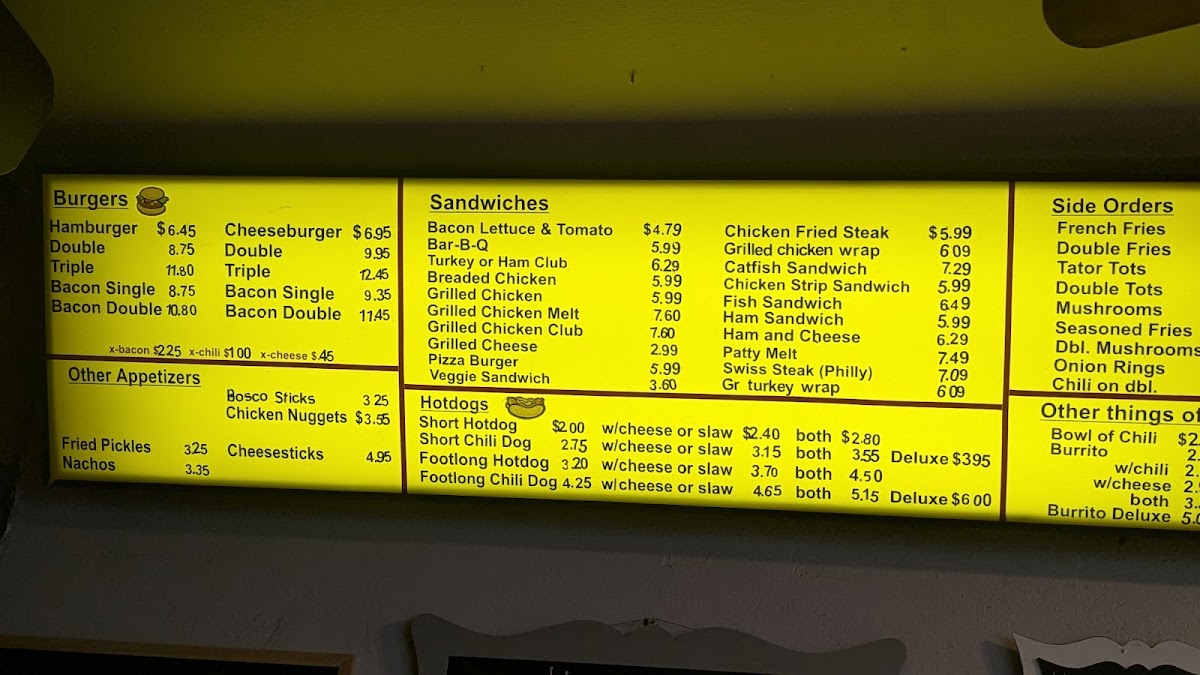 Burgers
Hamburger $6.45
Double 8.75
Triple 11.80
Bacon Single 8.75
Bacon Double 10.80
Cheeseburger $6.95
Double 9.95
Triple 12.45
Bacon Single 9.35
Bacon Double 11.45
x-bacon $2.25 x-chili $1 00 x-cheese $.45
Other Appetizers
Bosco Sticks 3 25
Chicken Nuggets $3.55
Fried Pickles 3.25 Cheesesticks 4.95
Nachos 3.35
Sandwiches
Bacon Lettuce & Tomato $4.79
Bar-B-Q 5.99
Turkey or Ham Club 6.29
Breaded Chicken 5.99
Grilled Chicken 5.99
Grilled Chicken Melt 7.60
Grilled Chicken Club 7.60
Grilled Cheese 2.99
Pizza Burger 5.99
Veggie Sandwich 3.60
Chicken Fried Steak $5.99
Grilled chicken wrap 6 09
Catfish Sandwich 7.29
Chicken Strip Sandwich 5.99
Fish Sandwich 6.49
Ham Sandwich 5.99
Ham and Cheese 6.29
Patty Melt 7.49
Swiss Steak (Philly) 7.09
Gr turkey wrap 6 09
Hotdogs
Short Hotdog $2.00 w/cheese or slaw $2.40 both $2.80
Short Chili Dog 2.75 w/cheese or slaw 3.15 both 3.55 Deluxe $395
Footlong Hotdog 3 20 w/cheese or slaw 3.70 both 4.50
Footlong Chili Dog 4.25 w/cheese or slaw 4.65 both 5.15 Deluxe $6 00
Side Orders
French Fries
Double Fries
Tator Tots
Double Tots
Mushrooms
Seasoned Fries
Dbl. Mushrooms
Onion Rings
Chili on dbl.
Other things of
Bowl of Chili $2
Burrito 2.
w/chili 2.
w/cheese 2.
both 3.
Burrito Deluxe 5.